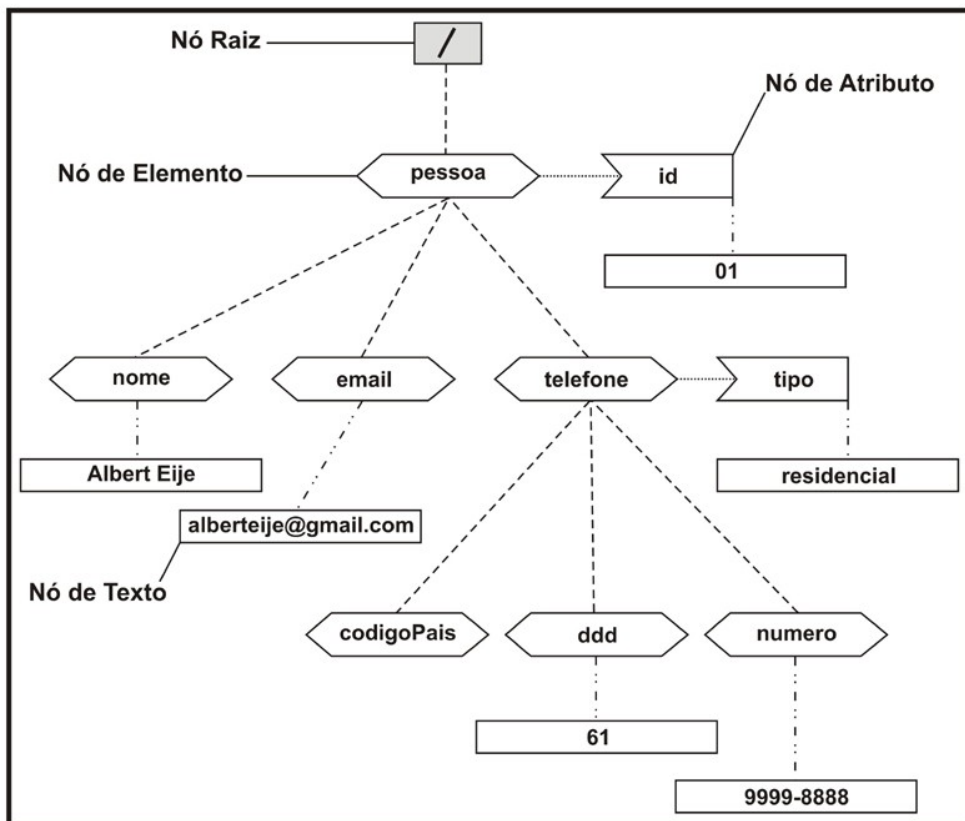 Nó Raiz
/
Nó de Atributo
Nó de Elemento
pessoa
id
01
nome
email
telefone
tipo
Albert Eije
residencial
alberteije@gmail.com
Nó de Texto
codigoPais
ddd
numero
61
9999-8888